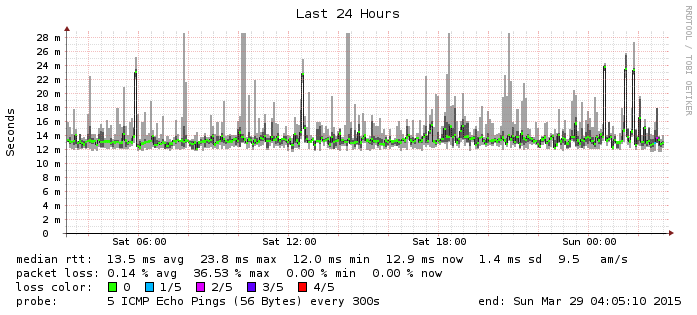 Last 24 Hours
RRDTOOL / TOBI OETIKER
Seconds
28 m
26 m
24 m
22 m
20 m
18 m
16 m
14 m
12 m
10 m
8 m
6 m
4 m
2 m
0
Sat 06:00 Sat 12:00 Sat 18:00 Sun 00:00
median rtt: 13.5 ms avg 23.8 ms max 12.0 ms min 12.9 ms now 1.4 ms sd 9.5 am/s
packet loss: 0.14 % avg 36.53 % max 0.00 % min 0.00 % now
loss color: 0 1/5 2/5 3/5 4/5
probe: 5 ICMP Echo Pings (56 Bytes) every 300s end: Sun Mar 29 04:05:10 2015